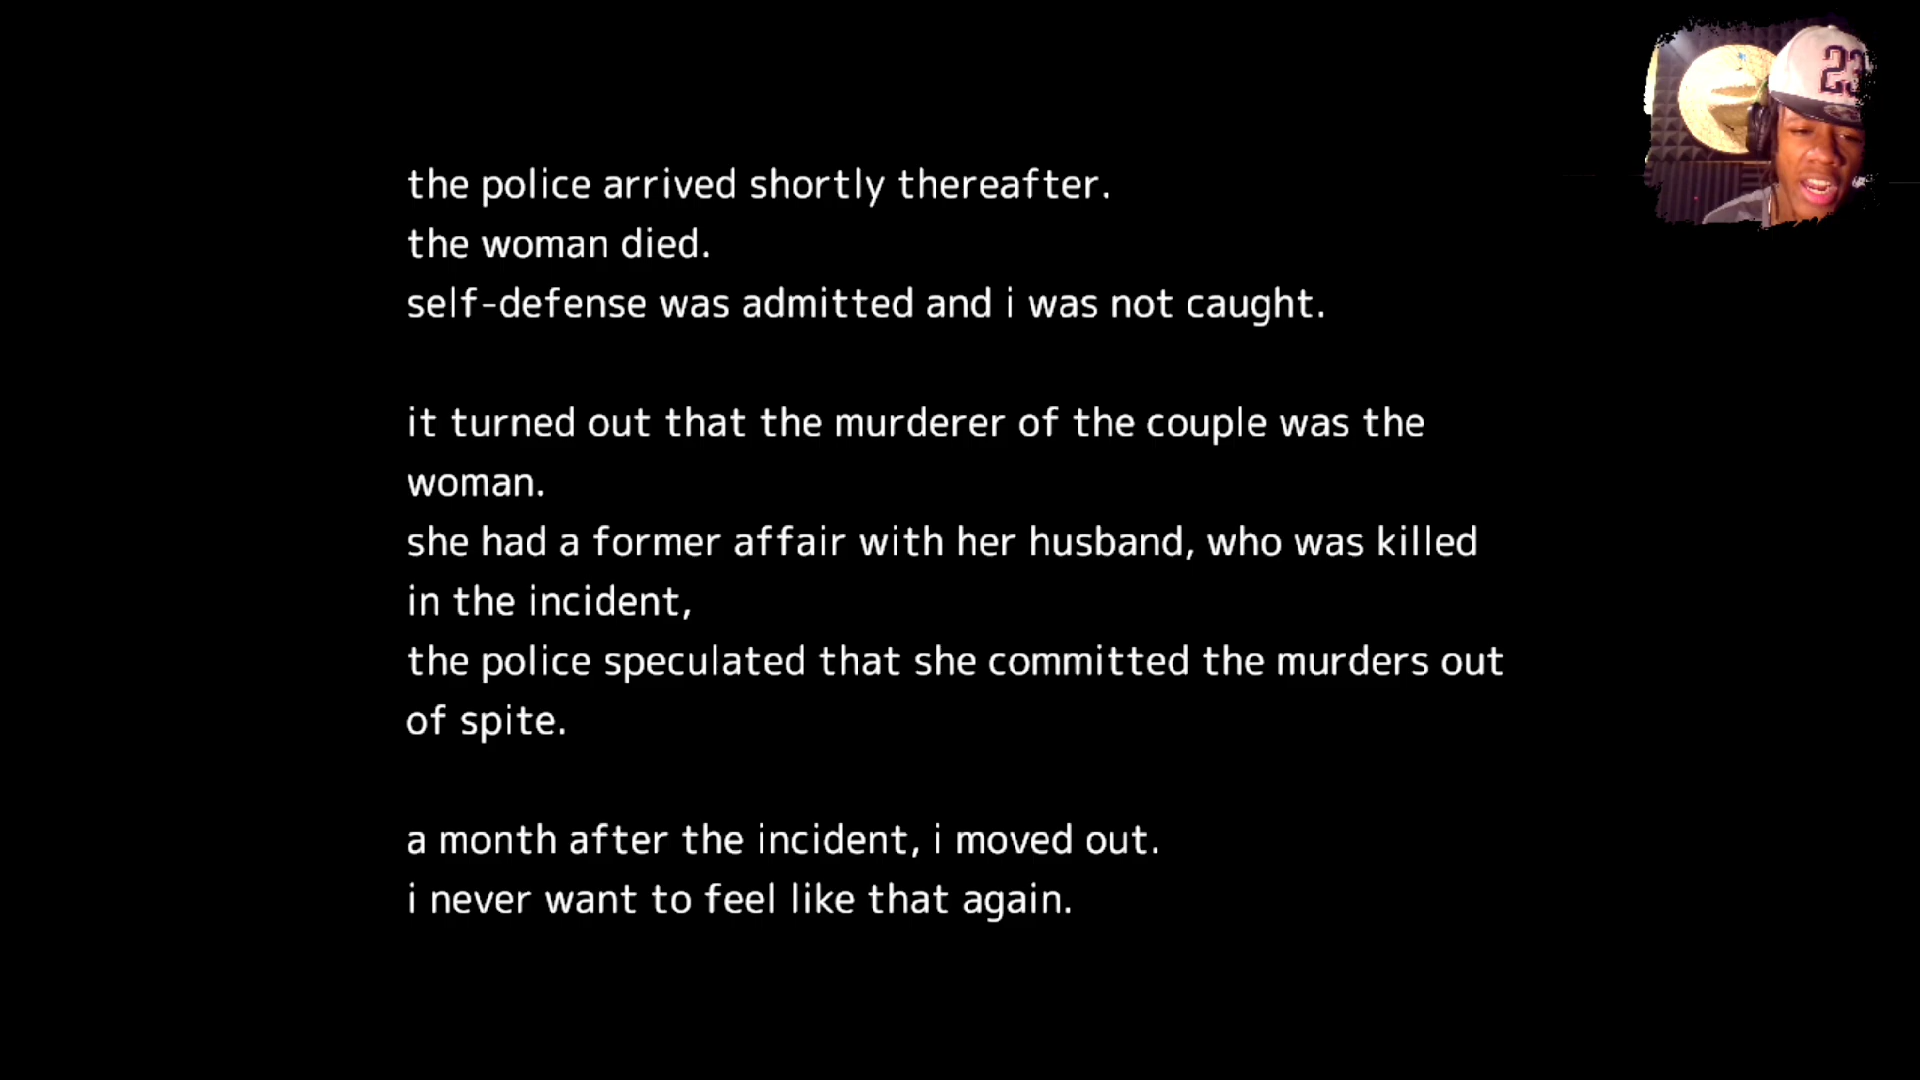 the police arrived shortly thereafter.
the woman died.
self-defense was admitted and i was not caught.
it turned out that the murderer of the couple was the
woman.
she had a former affair with her husband, who was killed
in the incident,
the police speculated that she committed the murders out
of spite.
a month after the incident, i moved out.
i never want to feel like that again.
23